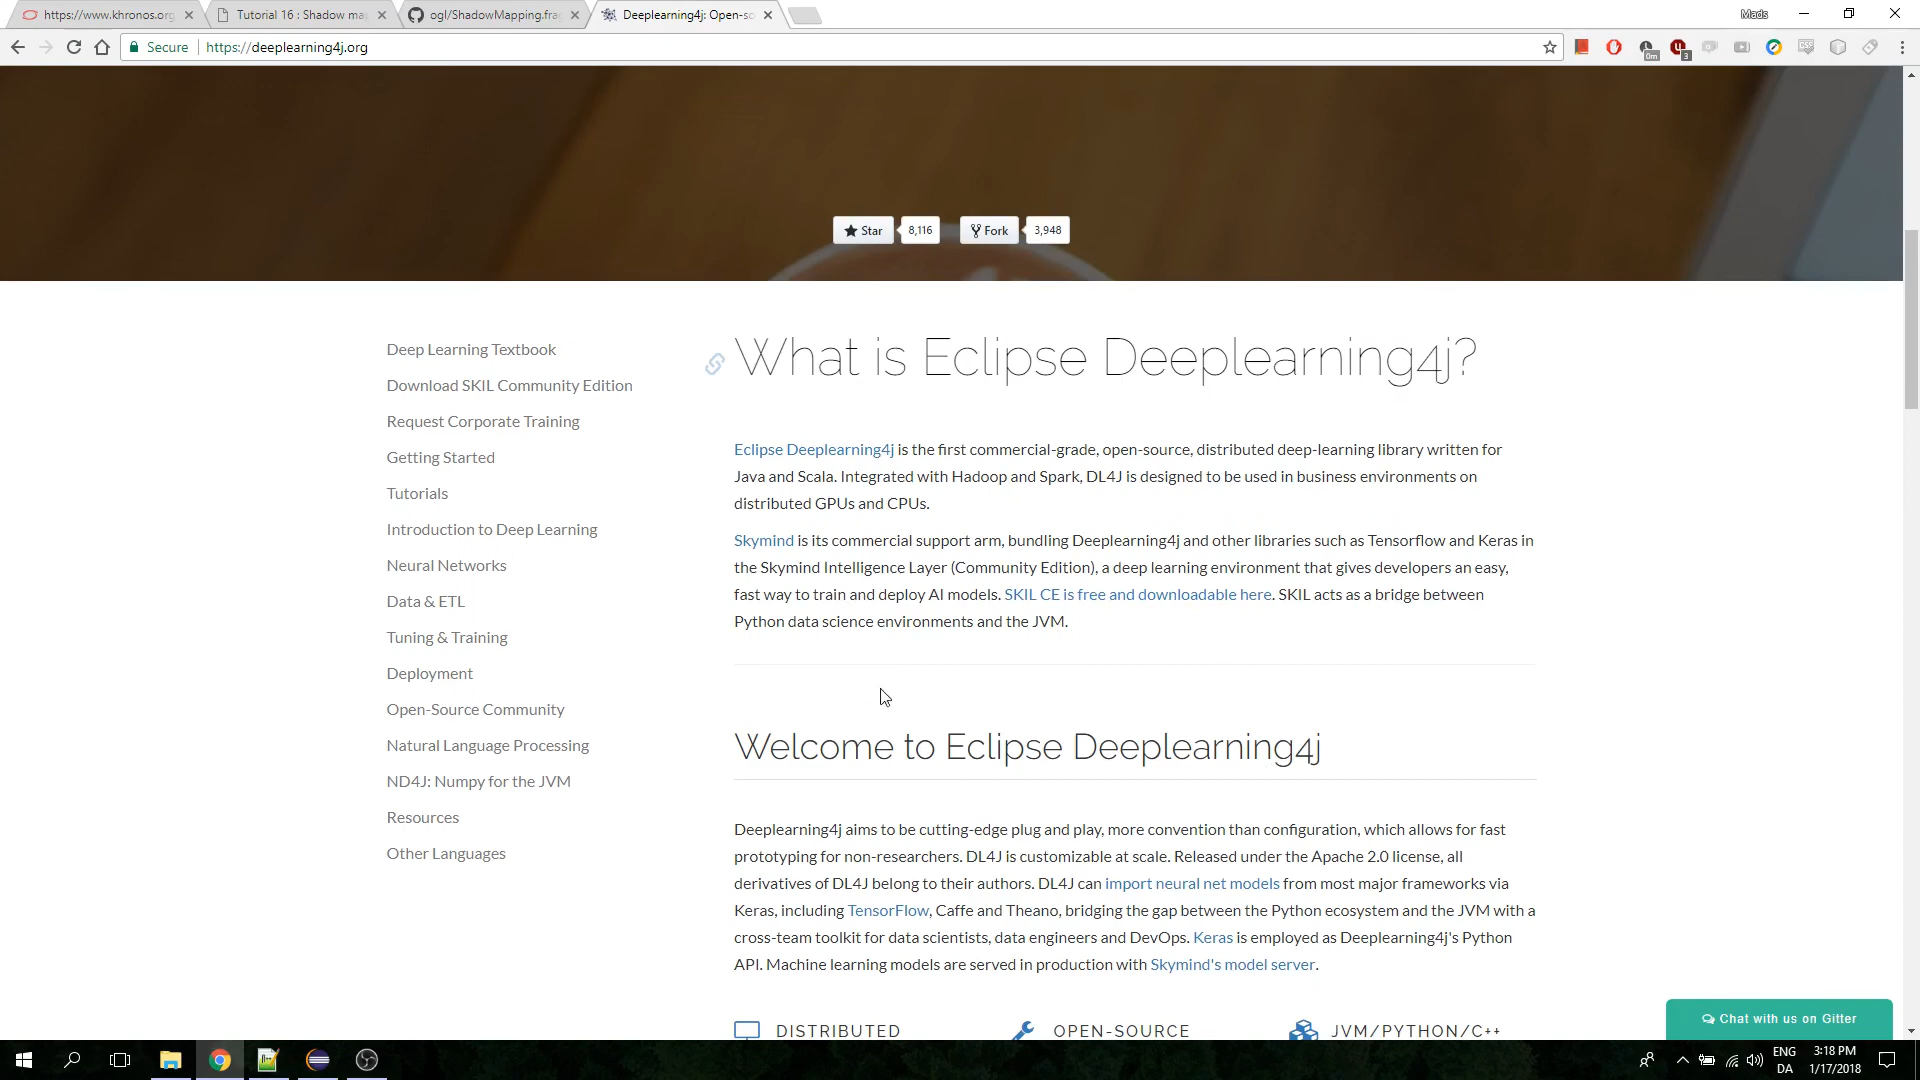 https://www.khronos.org
Tutorial 16 : Shadow ma
ogl/ShadowMapping.fra
Deeplearning4j: Open-so
Mads
Secure
https://deeplearning4j.org
0m
3
Star
8,116
Fork
3,948
Deep Learning Textbook
Download SKIL Community Edition
Request Corporate Training
Getting Started
Tutorials
Introduction to Deep Learning
Neural Networks
Data & ETL
Tuning & Training
Deployment
Open-Source Community
Natural Language Processing
ND4J: Numpy for the JVM
Resources
Other Languages
What is Eclipse Deeplearning4j?
Eclipse Deeplearning4j is the first commercial-grade, open-source, distributed deep-learning library written for
Java and Scala. Integrated with Hadoop and Spark, DL4J is designed to be used in business environments on
distributed GPUs and CPUs.
Skymind is its commercial support arm, bundling Deeplearning4j and other libraries such as Tensorflow and Keras in
the Skymind Intelligence Layer (Community Edition), a deep learning environment that gives developers an easy,
fast way to train and deploy AI models. SKIL CE is free and downloadable here. SKIL acts as a bridge between
Python data science environments and the JVM.
Welcome to Eclipse Deeplearning4j
Deeplearning4j aims to be cutting-edge plug and play, more convention than configuration, which allows for fast
prototyping for non-researchers. DL4J is customizable at scale. Released under the Apache 2.0 license, all
derivatives of DL4J belong to their authors. DL4J can import neural net models from most major frameworks via
Keras, including TensorFlow, Caffe and Theano, bridging the gap between the Python ecosystem and the JVM with a
cross-team toolkit for data scientists, data engineers and DevOps. Keras is employed as Deeplearning4j's Python
API. Machine learning models are served in production with Skymind's model server.
DISTRIBUTED
OPEN-SOURCE
JVM/PYTHON/C++
Chat with us on Gitter
ENG
DA
3:18 PM
1/17/2018